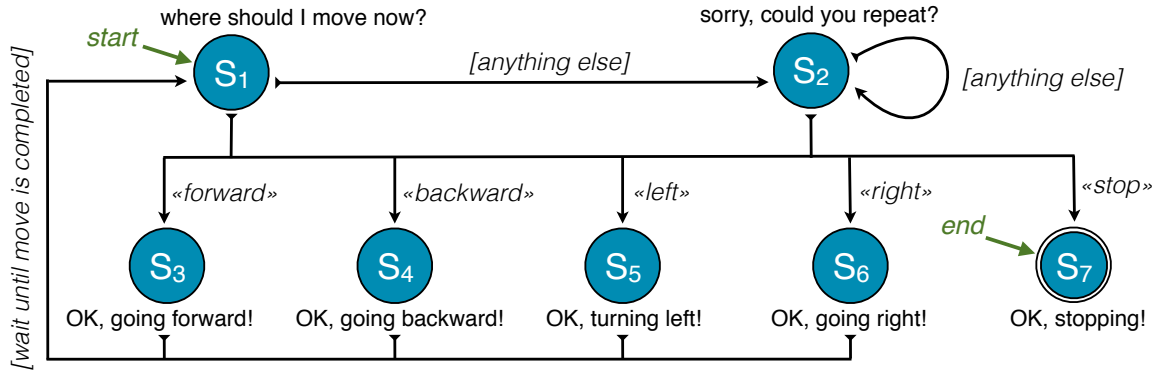 where should I move now?
sorry, could you repeat?
start
S1
[anything else]
S2
[anything else]
[wait until move is completed]
«forward»
«backward»
«left»
«right»
«stop»
end
S3
S4
S5
S6
S7
OK, going forward!
OK, going backward!
OK, turning left!
OK, going right!
OK, stopping!